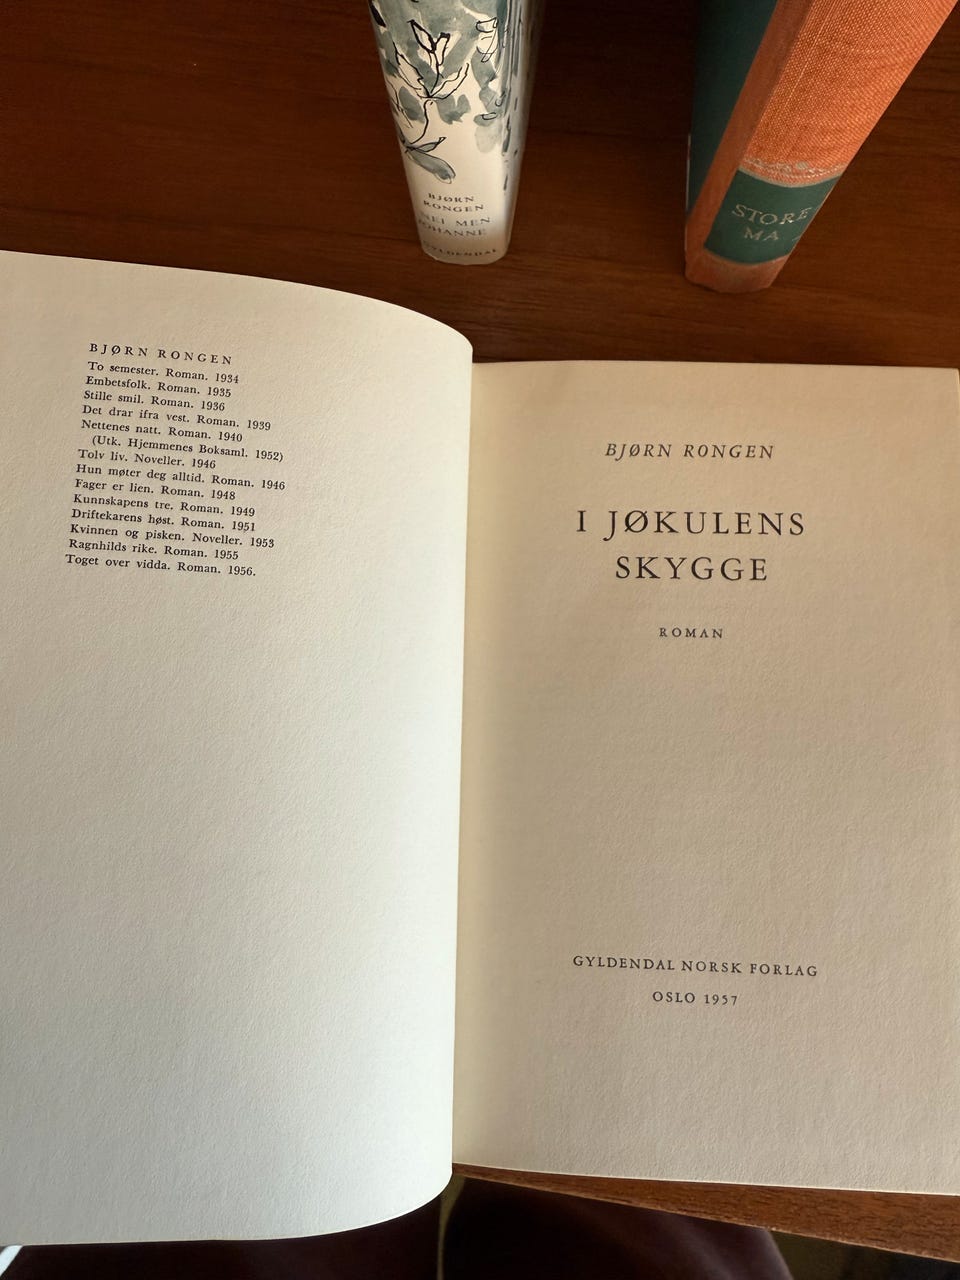 BJØRN
RONGEN
NEI MEN
JOHANNE
GYLDENDAL
STORE
MA
BJØRN RONGEN
To semester. Roman. 1934
Embetsfolk. Roman. 1935
Stille smil. Roman. 1936
Det drar ifra vest. Roman. 1939
Nettenes natt. Roman. 1940
(Utk. Hjemmenes Boksaml. 1952)
Tolv liv. Noveller. 1946
Hun møter deg alltid. Roman. 1946
Fager er lien. Roman. 1948
Kunnskapens tre. Roman. 1949
Driftekarens høst. Roman. 1951
Kvinnen og pisken. Noveller. 1953
Ragnhilds rike. Roman. 1955
Toget over vidda. Roman. 1956.
BJØRN RONGEN
I JØKULENS
SKYGGE
ROMAN
GYLDENDAL NORSK FORLAG
OSLO 1957